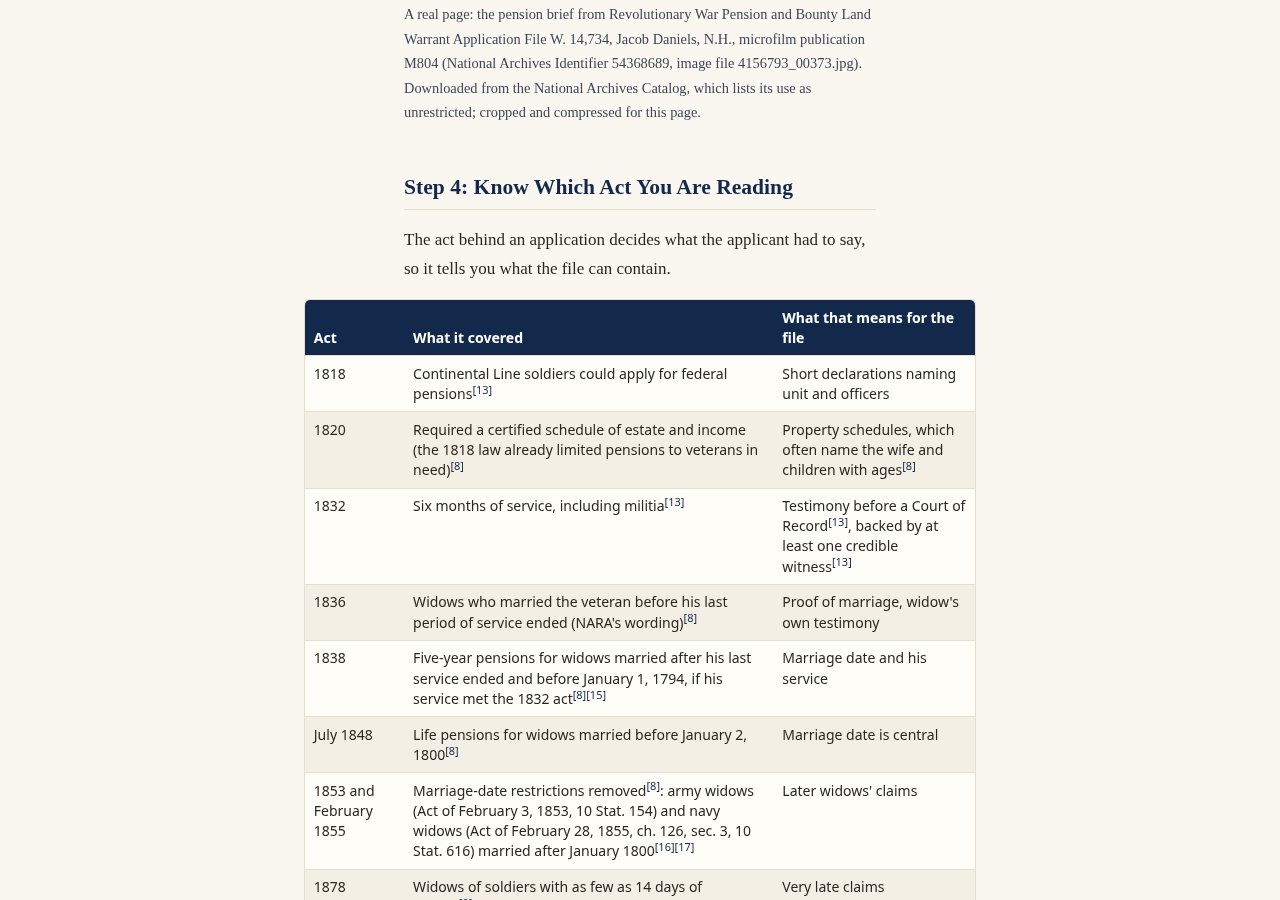 A real page: the pension brief from Revolutionary War Pension and Bounty Land
Warrant Application File W. 14,734, Jacob Daniels, N.H., microfilm publication
M804 (National Archives Identifier 54368689, image file 4156793_00373.jpg).
Downloaded from the National Archives Catalog, which lists its use as
unrestricted; cropped and compressed for this page.
Step 4: Know Which Act You Are Reading
The act behind an application decides what the applicant had to say,
so it tells you what the file can contain.
Act
What it covered
What that means for the
file
1818
Continental Line soldiers could apply for federal
pensions[13]
Short declarations naming
unit and officers
1820
Required a certified schedule of estate and income
(the 1818 law already limited pensions to veterans in
need)[8]
Property schedules, which
often name the wife and
children with ages[8]
1832
Six months of service, including militia[13]
Testimony before a Court of
Record[13], backed by at
least one credible
witness[13]
1836
Widows who married the veteran before his last
period of service ended (NARA's wording)[8]
Proof of marriage, widow's
own testimony
1838
Five-year pensions for widows married after his last
service ended and before January 1, 1794, if his
service met the 1832 act[8][15]
Marriage date and his
service
July 1848
Life pensions for widows married before January 2,
1800[8]
Marriage date is central
1853 and
February
1855
Marriage-date restrictions removed[8]: army widows
(Act of February 3, 1853, 10 Stat. 154) and navy
widows (Act of February 28, 1855, ch. 126, sec. 3, 10
Stat. 616) married after January 1800[16][17]
Later widows' claims
1878
Widows of soldiers with as few as 14 days of
Very late claims